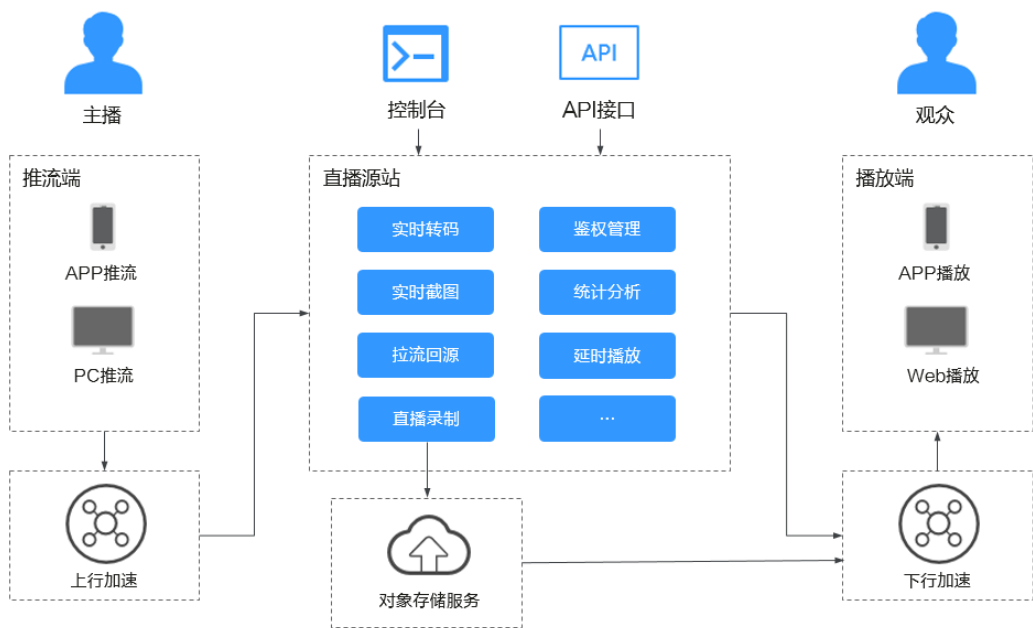 主播
控制台
API
API接口
观众
推流端
APP推流
PC推流
上行加速
直播源站
实时转码
鉴权管理
实时截图
统计分析
拉流回源
延时播放
直播录制
...
对象存储服务
播放端
APP播放
Web播放
下行加速